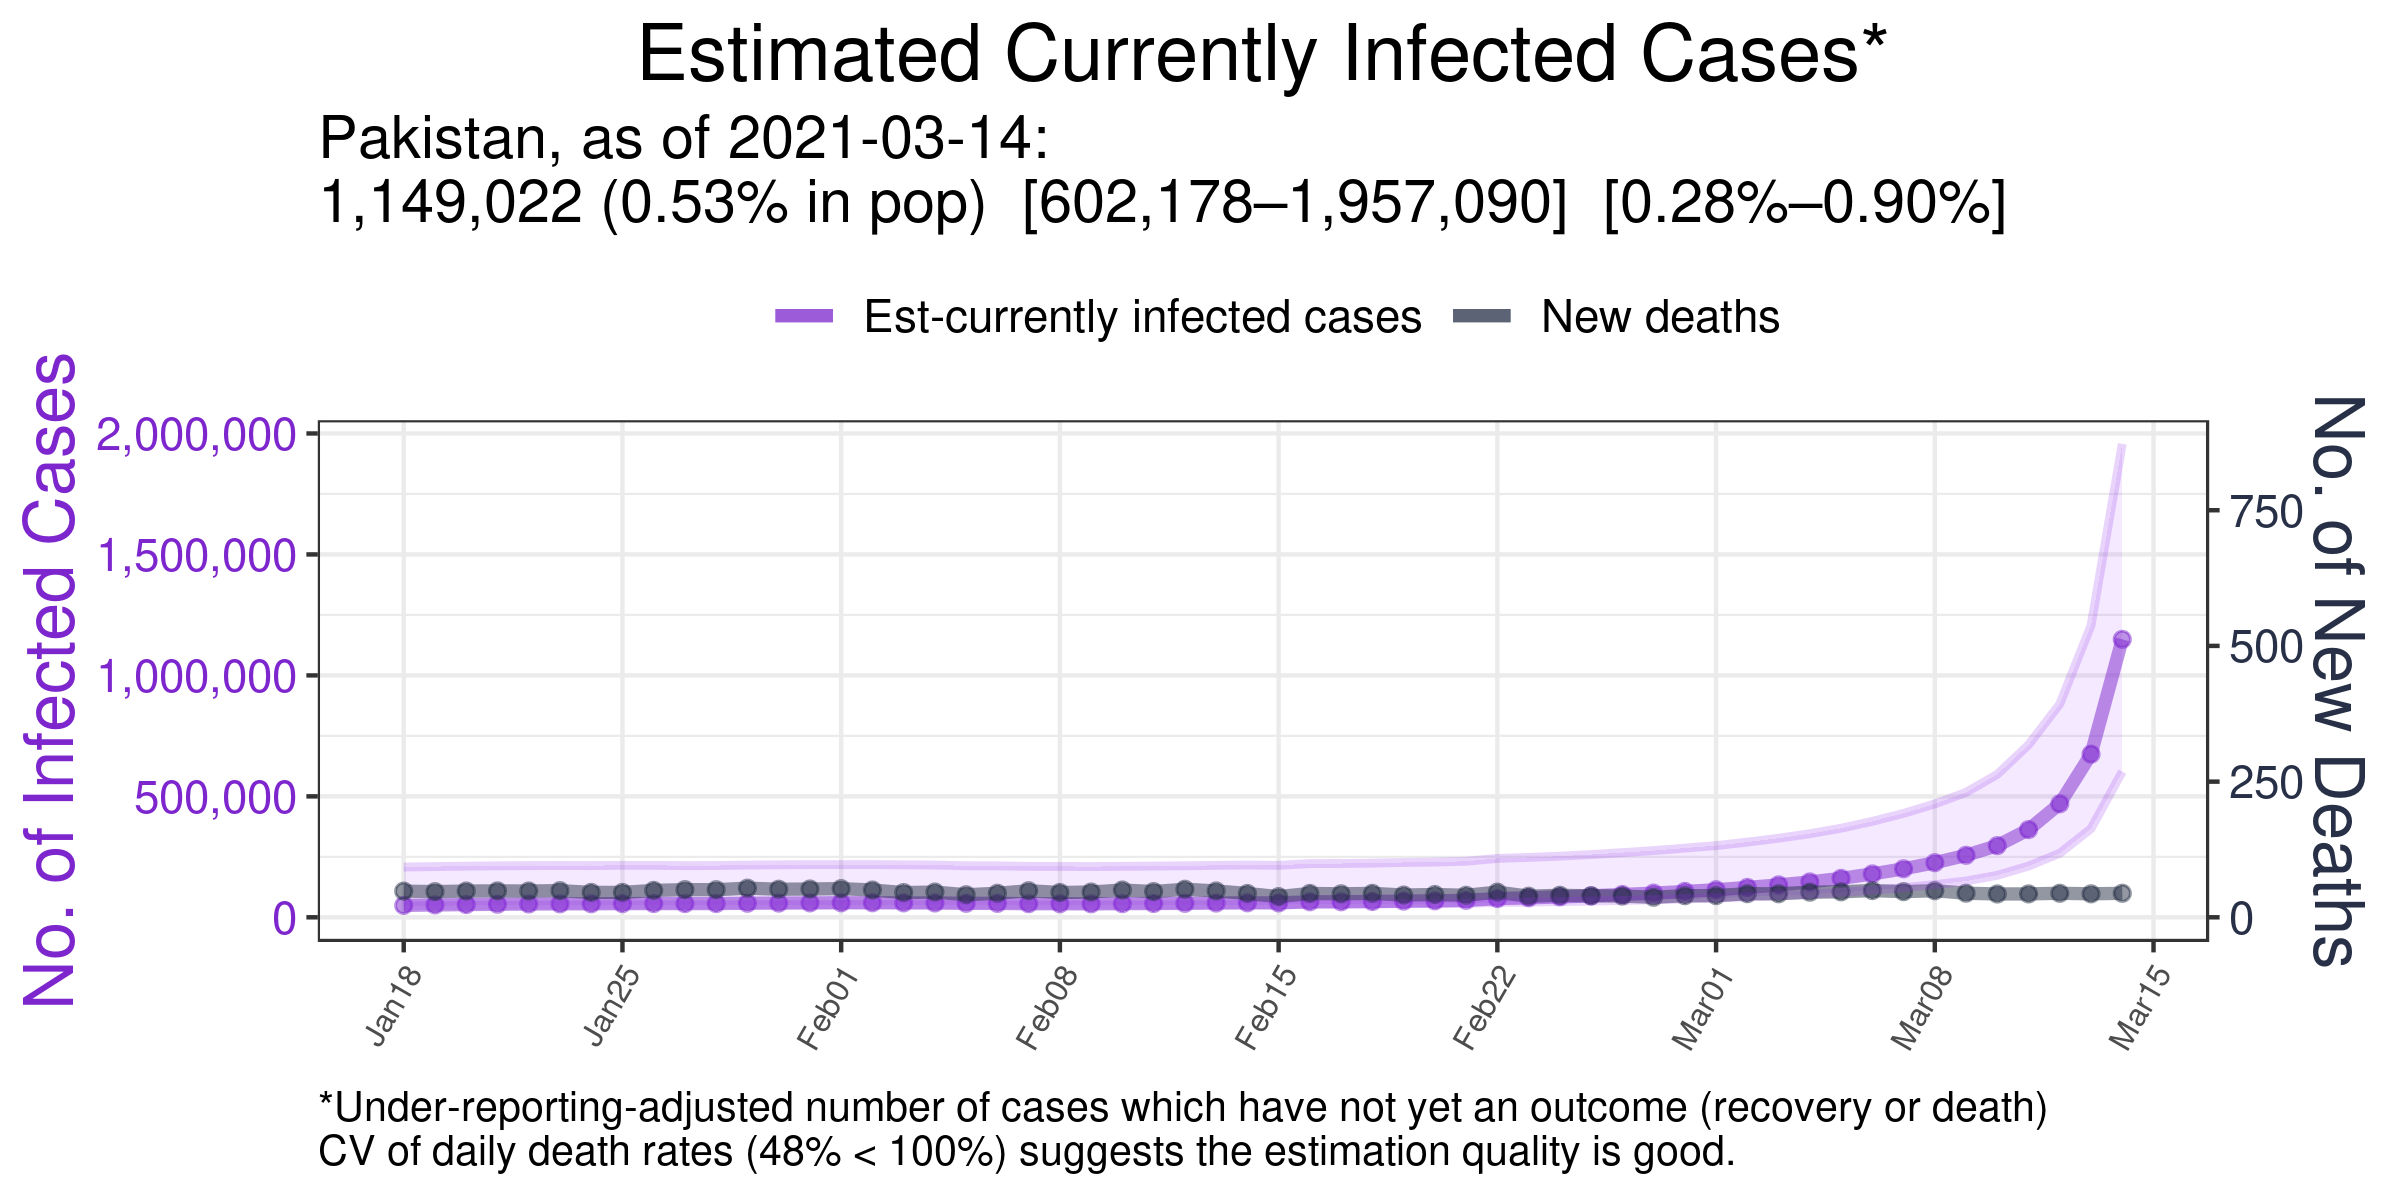 Estimated Currently Infected Cases*
Pakistan, as of 2021-03-14:
1,149,022 (0.53% in pop)  [602,178–1,957,090]  [0.28%–0.90%]
Est-currently infected cases
New deaths
No. of Infected Cases
2,000,000
1,500,000
1,000,000
500,000
0
750
500
250
0
No. of New Deaths
Jan18
Jan25
Feb01
Feb08
Feb15
Feb22
Mar01
Mar08
Mar15
*Under-reporting-adjusted number of cases which have not yet an outcome (recovery or death)
CV of daily death rates (48% < 100%) suggests the estimation quality is good.